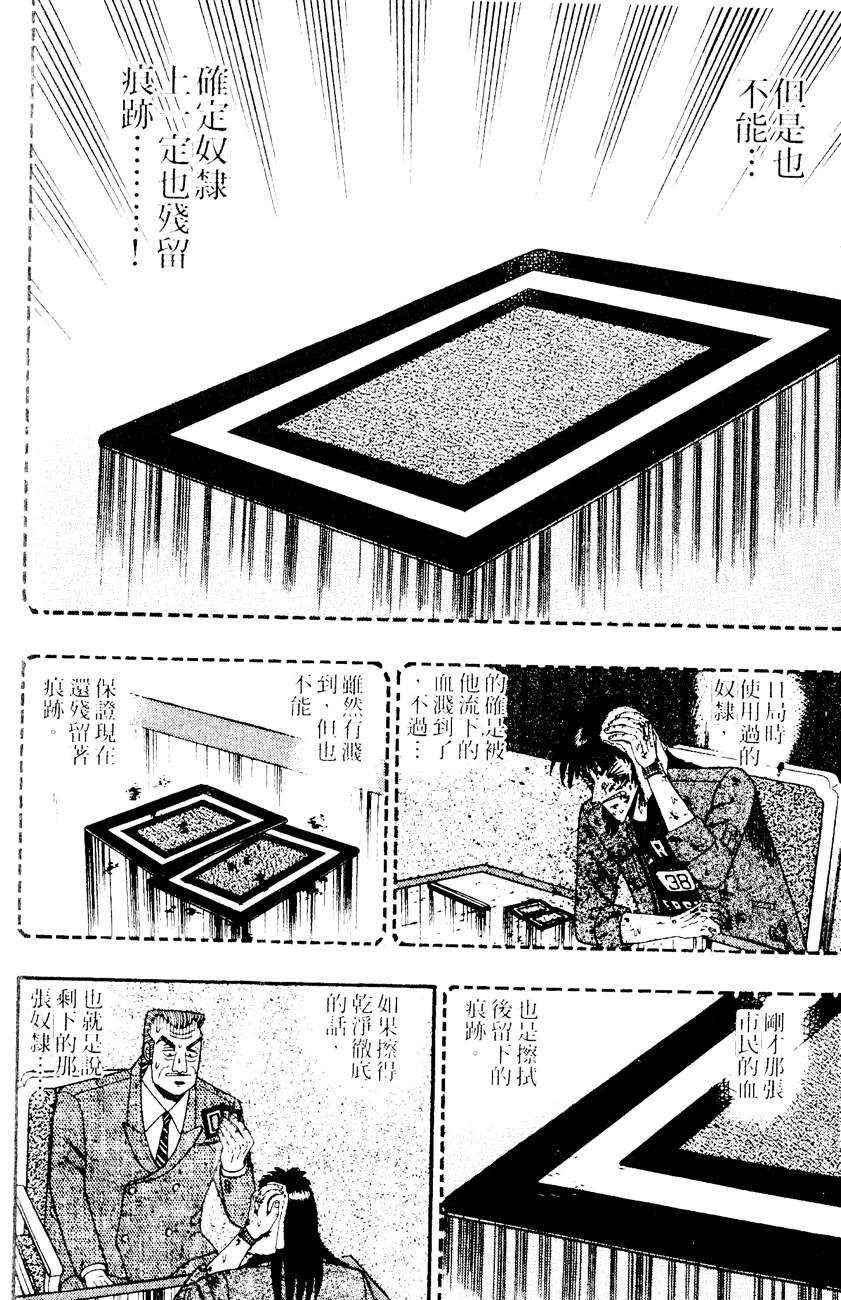 但是也
不能…
確定奴隸
上一定也殘留
痕跡………!
11局時
使用過的
奴隸、
的確是被
他流下的
血濺到了
、不過…
38
雖然有濺
到,但也
不能
保證現在
還殘留著
痕跡。
剛才那張
市民的血
也是擦拭
後留下的
痕跡。
如果擦得
乾淨徹底
的話,
也就是說
剩下的那
張奴隸…